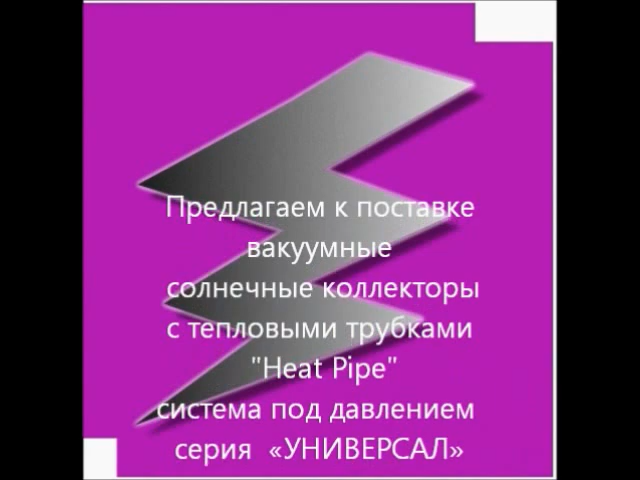 Предлагаем к поставке
вакуумные
солнечные коллекторы
с тепловыми трубками
"Heat Pipe"
система под давлением
серия «УНИВЕРСАЛ»